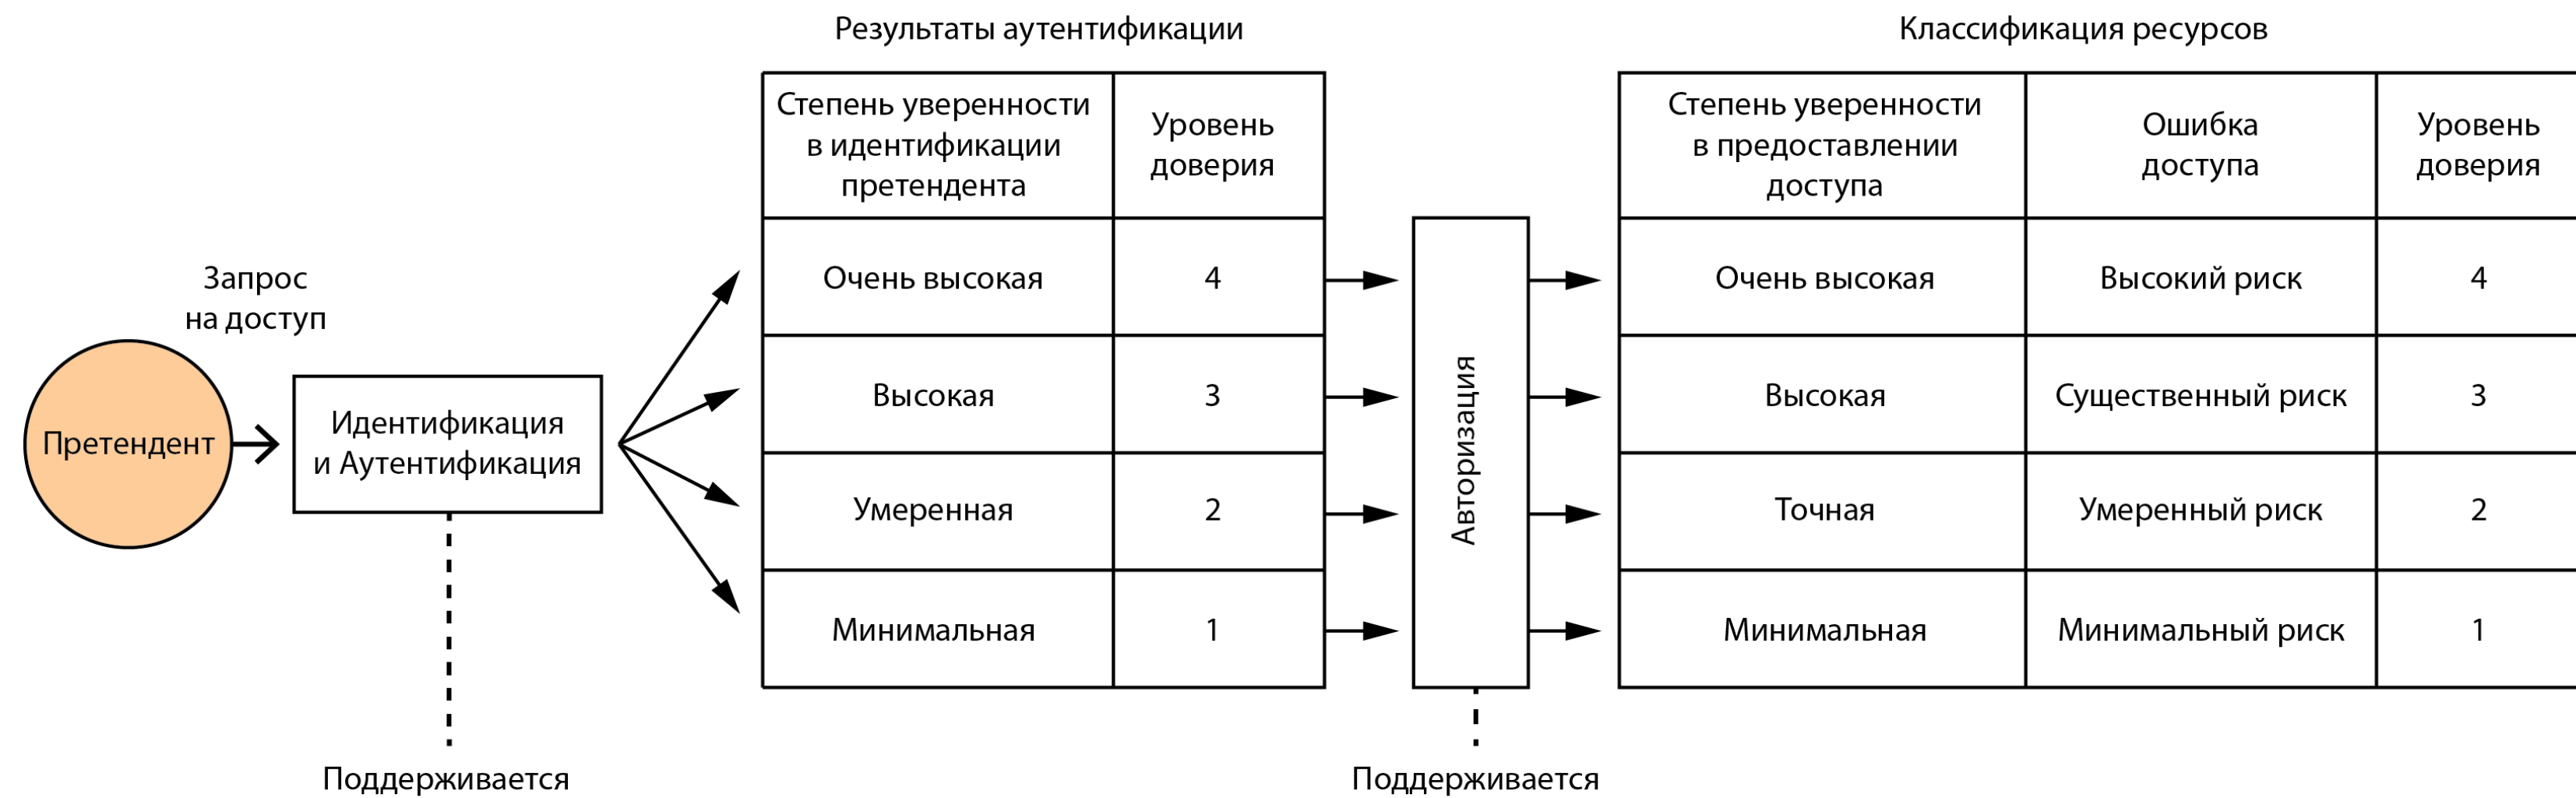 Результаты аутентификации
Классификация ресурсов
Степень уверенности
в идентификации
претендента
Уровень
доверия
Степень уверенности
в предоставлении
доступа
Ошибка
доступа
Уровень
доверия
Запрос
на доступ
Претендент
Идентификация
и Аутентификация
Очень высокая
4
Высокая
3
Умеренная
2
Минимальная
1
Авторизация
Очень высокая
Высокий риск
4
Высокая
Существенный риск
3
Точная
Умеренный риск
2
Минимальная
Минимальный риск
1
Поддерживается
Поддерживается